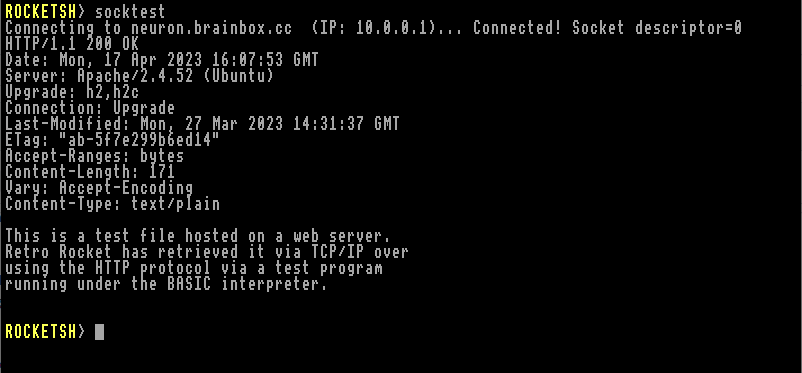 ROCKETSH> socktest
Connecting to neuron.brainbox.cc  (IP: 10.0.0.1)... Connected! Socket descriptor=0
HTTP/1.1 200 OK
Date: Mon, 17 Apr 2023 16:07:53 GMT
Server: Apache/2.4.52 (Ubuntu)
Upgrade: h2,h2c
Connection: Upgrade
Last-Modified: Mon, 27 Mar 2023 14:31:37 GMT
ETag: "ab-5f7e299b6ed14"
Accept-Ranges: bytes
Content-Length: 171
Vary: Accept-Encoding
Content-Type: text/plain

This is a test file hosted on a web server.
Retro Rocket has retrieved it via TCP/IP over
using the HTTP protocol via a test program
running under the BASIC interpreter.

ROCKETSH>